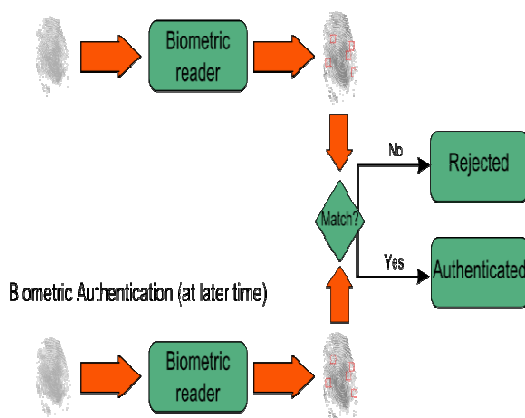 Biometric
reader
No
Rejected
Match?
Yes
Authenticated
Biometric Authentication (at later time)
Biometric
reader